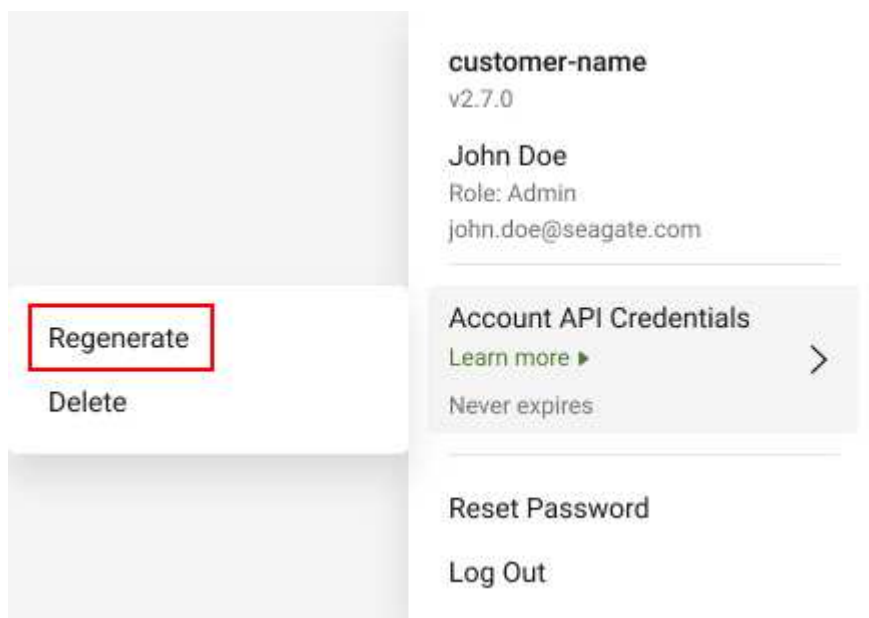 customer-name
v2.7.0
John Doe
Role: Admin
john.doe@seagate.com
Account API Credentials
Learn more
Never expires
Regenerate
Delete
Reset Password
Log Out